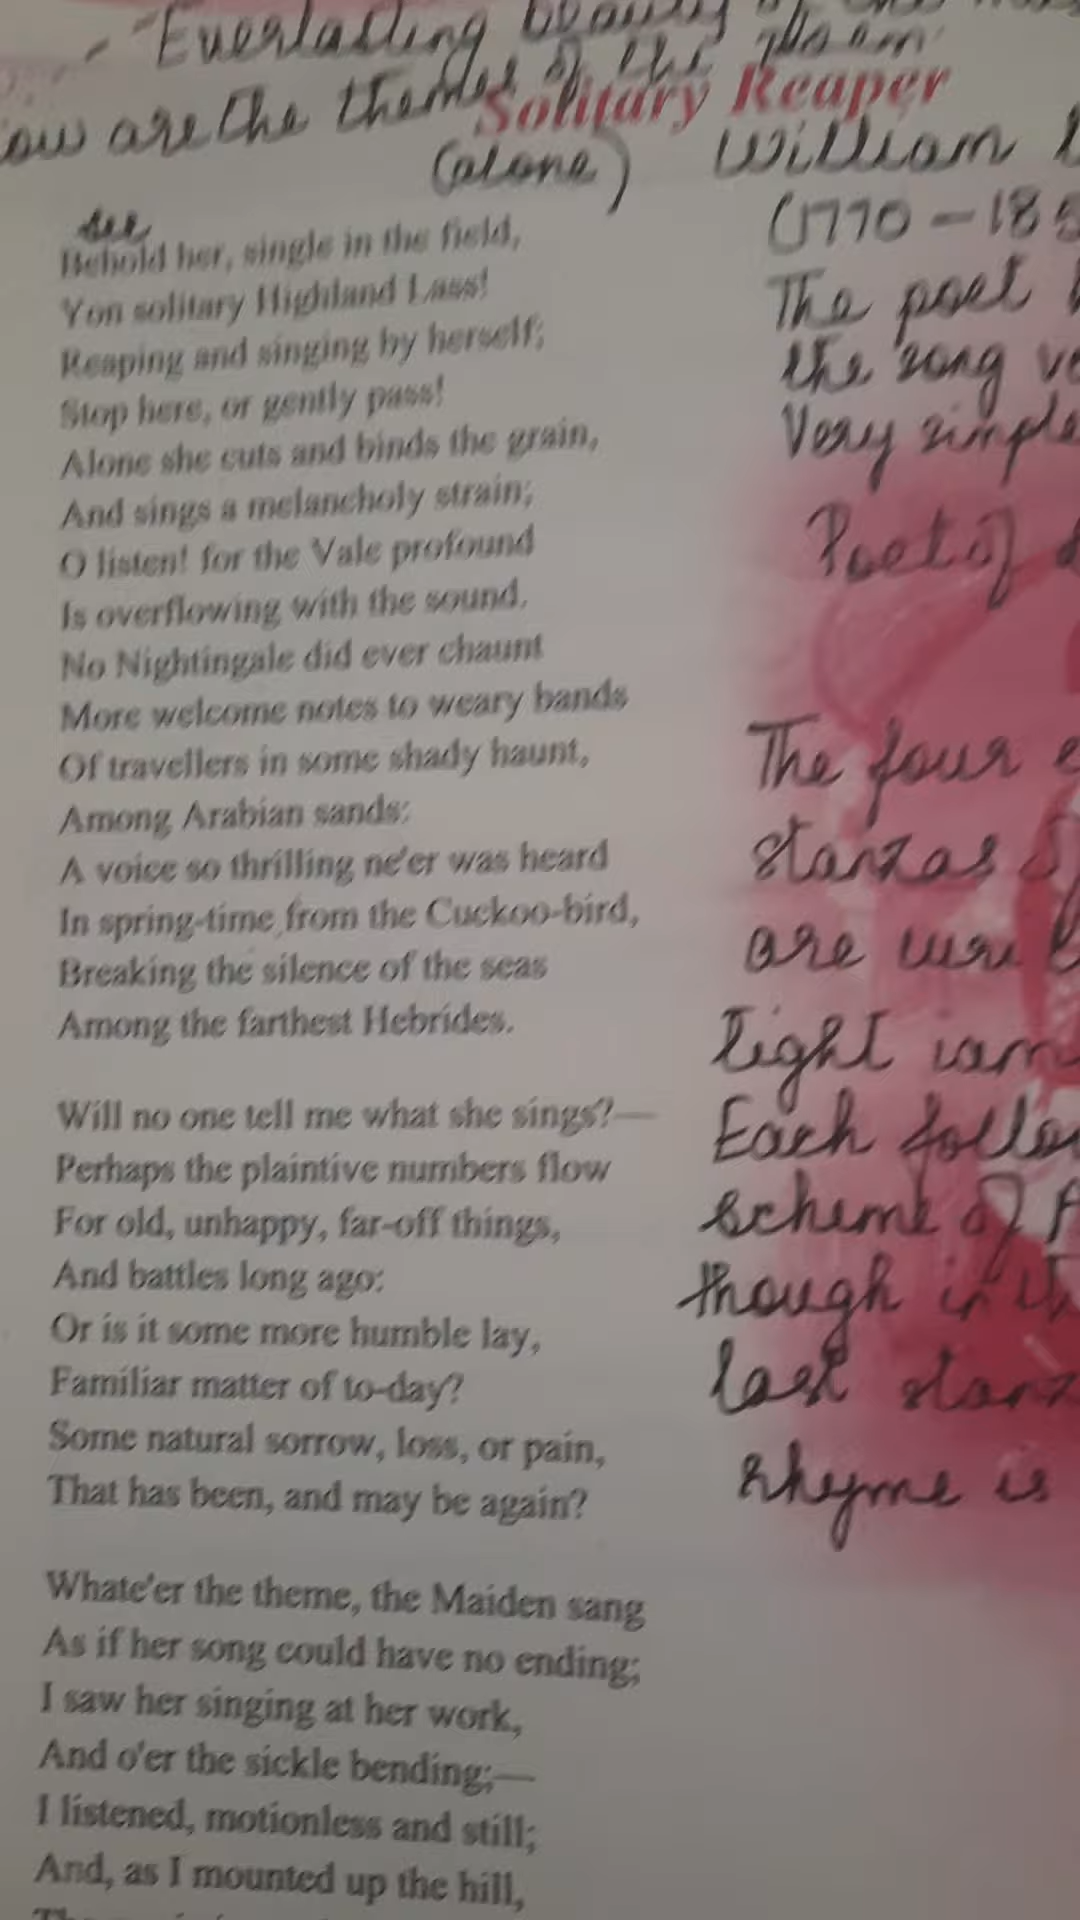 - "Everlasting beauty of the
are the themes of the poem
Solitary Reaper
(alone)
William
(1770-185
see
Behold her, single in the field,
Yon solitary Highland Lass!
Reaping and singing by herself;
Stop here, or gently pass!
Alone she cuts and binds the grain,
And sings a melancholy strain;
O listen! for the Vale profound
Is overflowing with the sound.
No Nightingale did ever chaunt
More welcome notes to weary bands
Of travellers in some shady haunt,
Among Arabian sands:
A voice so thrilling ne'er was heard
In spring-time from the Cuckoo-bird,
Breaking the silence of the seas
Among the farthest Hebrides.
Will no one tell me what she sings?—
Perhaps the plaintive numbers flow
For old, unhappy, far-off things,
And battles long ago:
Or is it some more humble lay,
Familiar matter of to-day?
Some natural sorrow, loss, or pain,
That has been, and may be again?
Whate'er the theme, the Maiden sang
As if her song could have no ending;
I saw her singing at her work,
And o'er the sickle bending;—
I listened, motionless and still;
And, as I mounted up the hill,
The poet
the song
Very simple
Poet of
The four
stanzas
are
Eight
Each
scheme of
though in
last
rhyme is